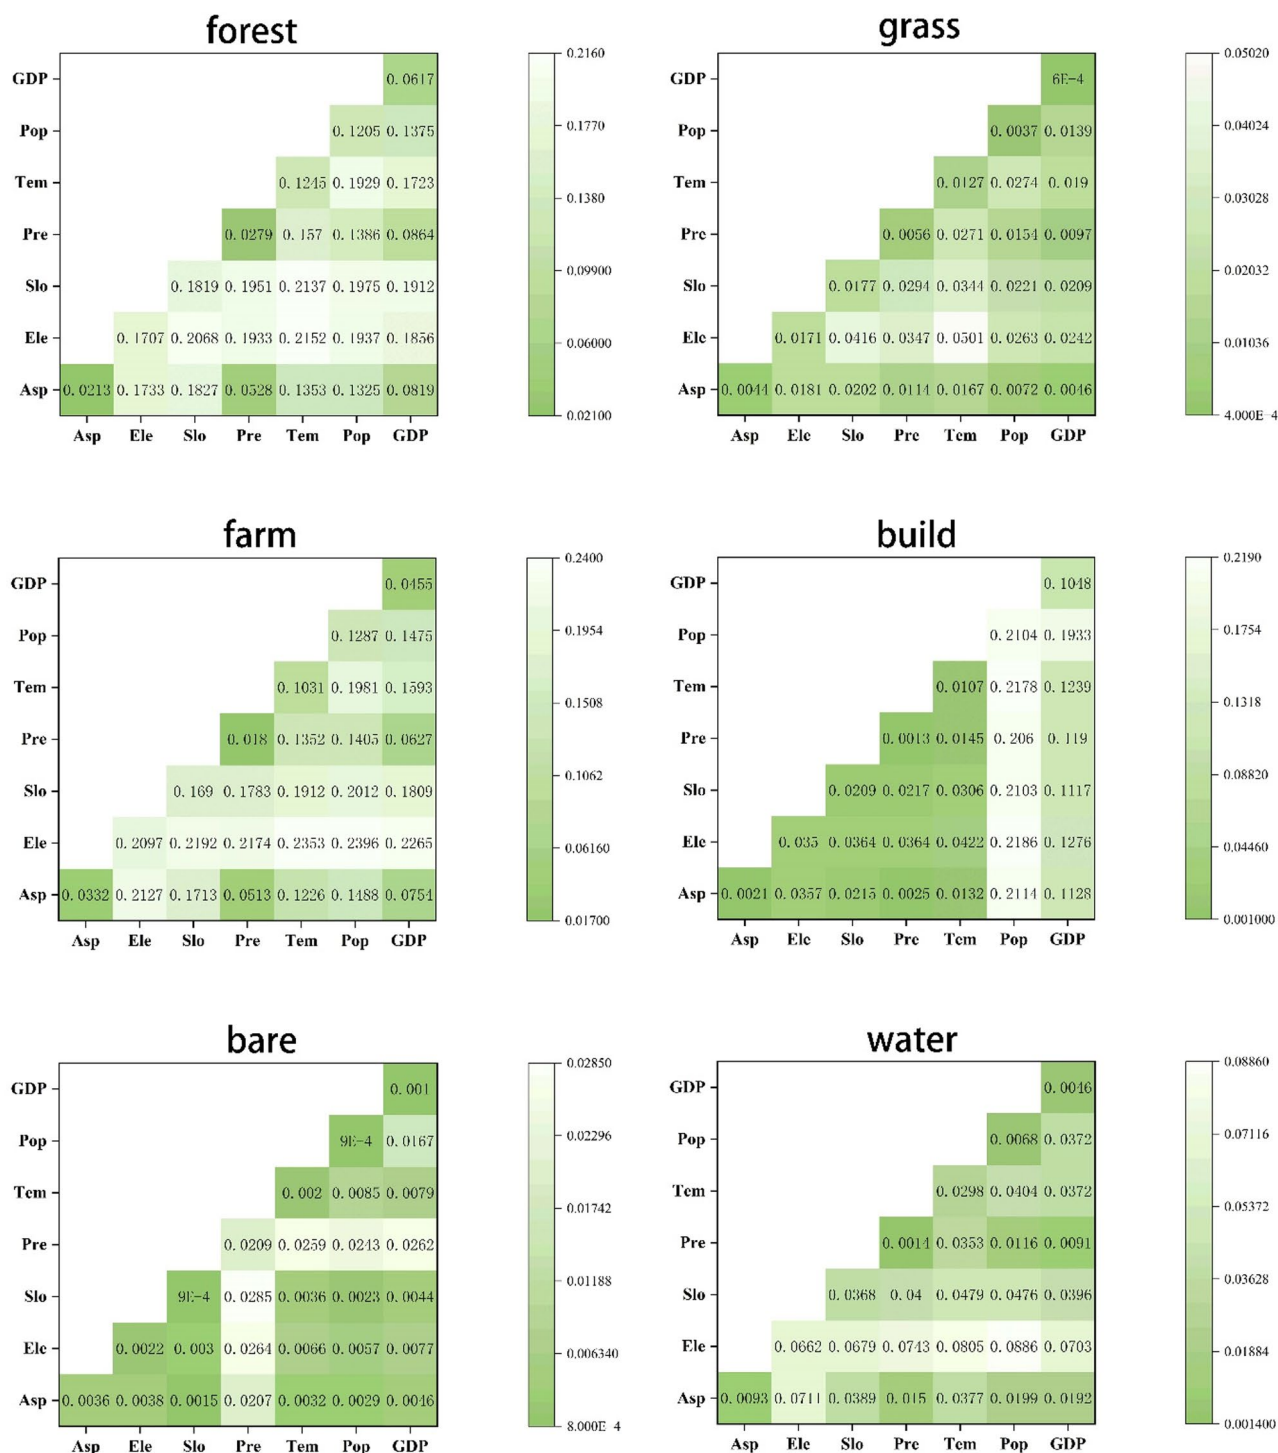 forest
GDP 0.0617
Pop 0.1205 0.1375
Tem 0.1245 0.1929 0.1723
Pre 0.0279 0.157 0.1386 0.0864
Slo 0.1819 0.1951 0.2137 0.1975 0.1912
Ele 0.1707 0.2068 0.1933 0.2152 0.1937 0.1856
Asp 0.0213 0.1733 0.1827 0.0528 0.1353 0.1325 0.0819
Asp Ele Slo Pre Tem Pop GDP
0.2160
0.1770
0.1380
0.09900
0.06000
0.02100
grass
GDP 6E-4
Pop 0.0037 0.0139
Tem 0.0127 0.0274 0.019
Pre 0.0056 0.0271 0.0154 0.0097
Slo 0.0177 0.0294 0.0344 0.0221 0.0209
Ele 0.0171 0.0416 0.0347 0.0501 0.0263 0.0242
Asp 0.0044 0.0181 0.0202 0.0114 0.0167 0.0072 0.0046
Asp Ele Slo Pre Tem Pop GDP
0.05020
0.04024
0.03028
0.02032
0.01036
4.000E-4
farm
GDP 0.0455
Pop 0.1287 0.1475
Tem 0.1031 0.1981 0.1593
Pre 0.018 0.1352 0.1405 0.0627
Slo 0.169 0.1783 0.1912 0.2012 0.1809
Ele 0.2097 0.2192 0.2174 0.2353 0.2396 0.2265
Asp 0.0332 0.2127 0.1713 0.0513 0.1226 0.1488 0.0754
Asp Ele Slo Pre Tem Pop GDP
0.2400
0.1954
0.1508
0.1062
0.06160
0.01700
build
GDP 0.1048
Pop 0.2104 0.1933
Tem 0.0107 0.2178 0.1239
Pre 0.0013 0.0145 0.206 0.119
Slo 0.0209 0.0217 0.0306 0.2103 0.1117
Ele 0.035 0.0364 0.0364 0.0422 0.2186 0.1276
Asp 0.0021 0.0357 0.0215 0.0025 0.0132 0.2114 0.1128
Asp Ele Slo Pre Tem Pop GDP
0.2190
0.1754
0.1318
0.08820
0.04460
0.001000
bare
GDP 0.001
Pop 9E-4 0.0167
Tem 0.002 0.0085 0.0079
Pre 0.0209 0.0259 0.0243 0.0262
Slo 9E-4 0.0285 0.0036 0.0023 0.0044
Ele 0.0022 0.003 0.0264 0.0066 0.0057 0.0077
Asp 0.0036 0.0038 0.0015 0.0207 0.0032 0.0029 0.0046
Asp Ele Slo Pre Tem Pop GDP
0.02850
0.02296
0.01742
0.01188
0.006340
8.000E-4
water
GDP 0.0046
Pop 0.0068 0.0372
Tem 0.0298 0.0404 0.0372
Pre 0.0014 0.0353 0.0116 0.0091
Slo 0.0368 0.04 0.0479 0.0476 0.0396
Ele 0.0662 0.0679 0.0743 0.0805 0.0886 0.0703
Asp 0.0093 0.0711 0.0389 0.015 0.0377 0.0199 0.0192
Asp Ele Slo Pre Tem Pop GDP
0.08860
0.07116
0.05372
0.03628
0.01884
0.001400